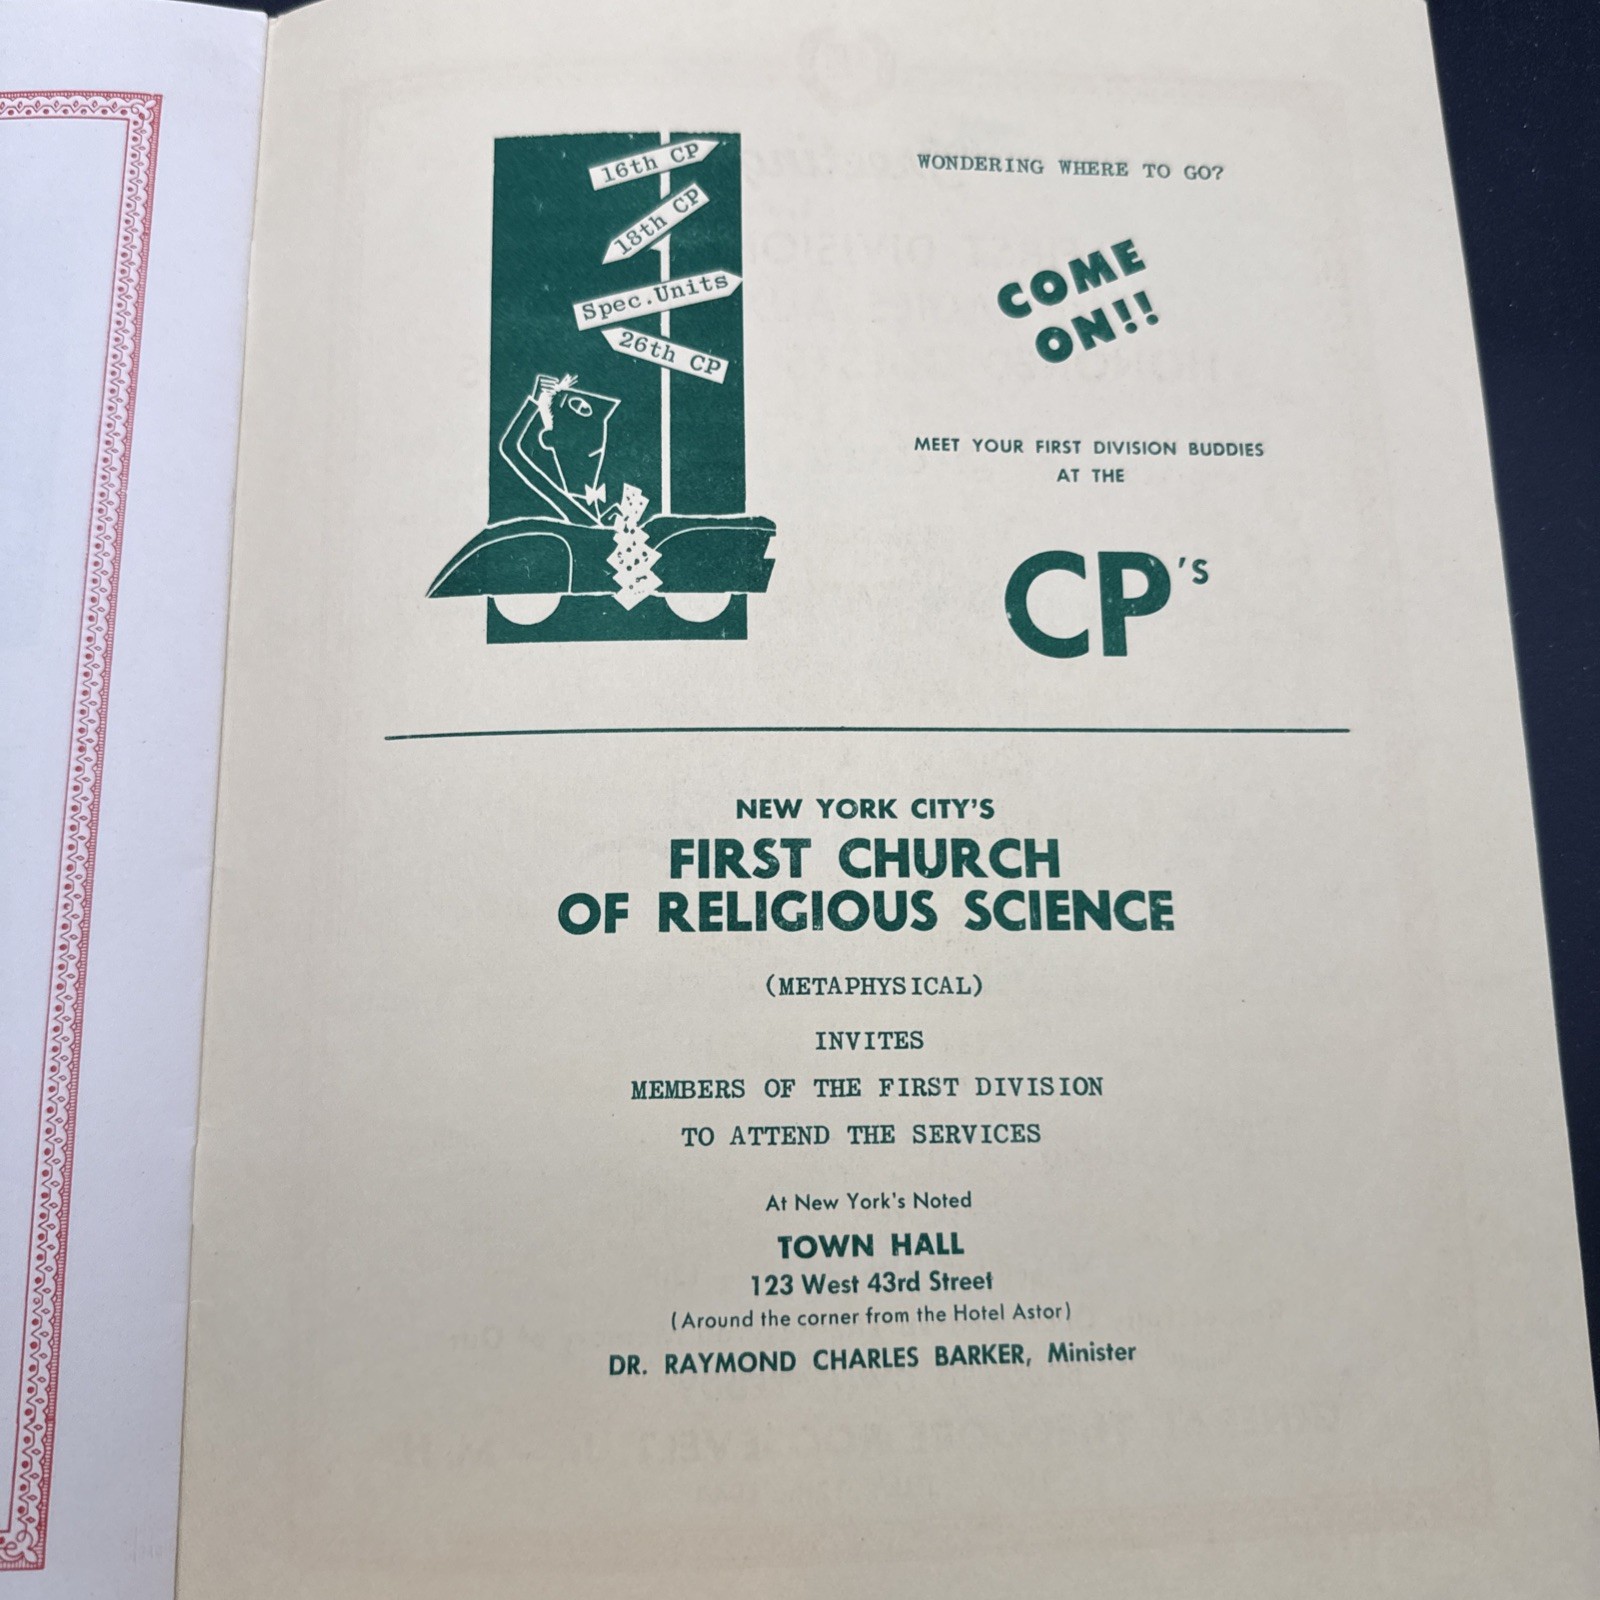 16th CP
18th CP
Spec.Units
26th CP
WONDERING WHERE TO GO?
COME
ON!!
MEET YOUR FIRST DIVISION BUDDIES
AT THE
CP'S
NEW YORK CITY'S
FIRST CHURCH
OF RELIGIOUS SCIENCE
(METAPHYSICAL)
INVITES
MEMBERS OF THE FIRST DIVISION
TO ATTEND THE SERVICES
At New York's Noted
TOWN HALL
123 West 43rd Street
(Around the corner from the Hotel Astor)
DR. RAYMOND CHARLES BARKER, Minister